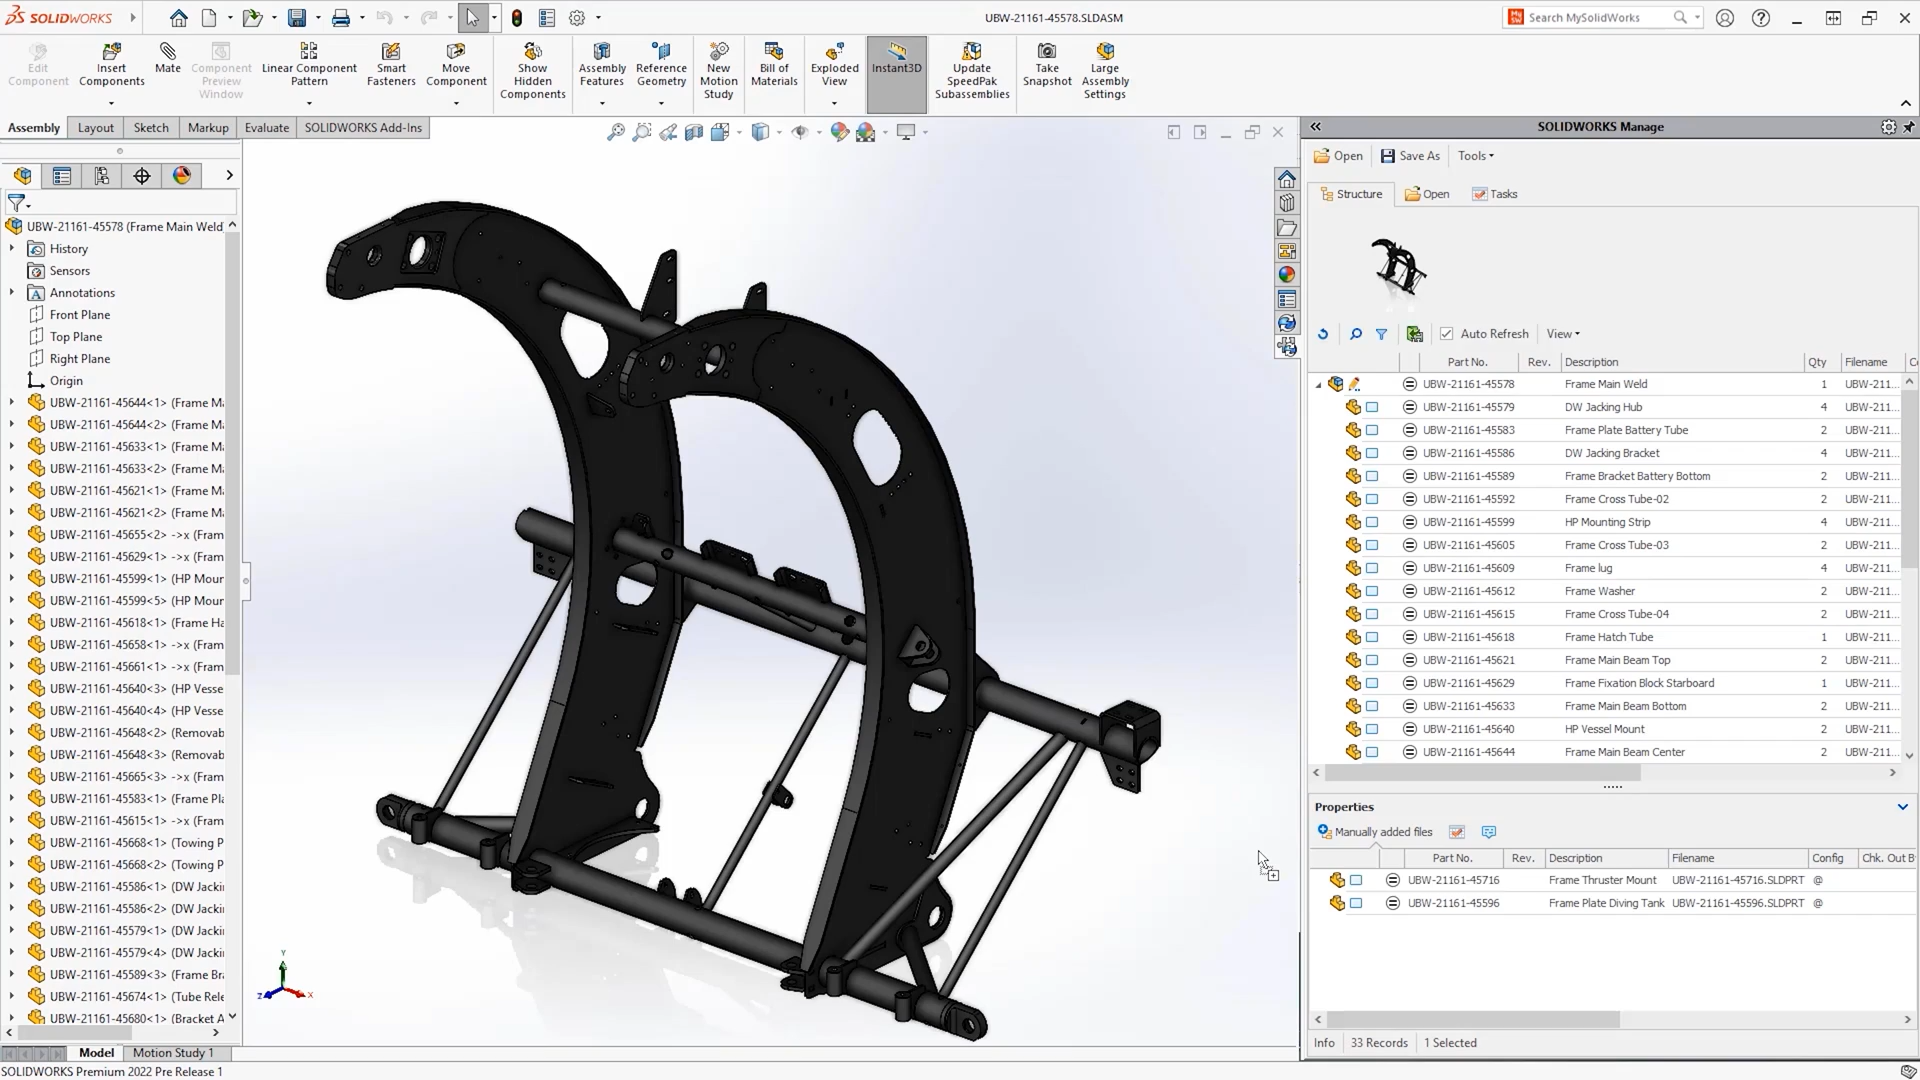 SOLIDWORKS
UBW-21161-45578.SLDASM
Search MySolidWorks
Edit Component
Insert Components
Mate
Component Preview Window
Linear Component Pattern
Smart Fasteners
Move Component
Show Hidden Components
Assembly Features
Reference Geometry
New Motion Study
Bill of Materials
Exploded View
Instant3D
Update SpeedPak Subassemblies
Take Snapshot
Large Assembly Settings
Assembly Layout Sketch Markup Evaluate SOLIDWORKS Add-Ins
UBW-21161-45578 (Frame Main Weld
History
Sensors
Annotations
Front Plane
Top Plane
Right Plane
Origin
UBW-21161-45644<1> (Frame Ma
UBW-21161-45644<2> (Frame Ma
UBW-21161-45633<1> (Frame Ma
UBW-21161-45633<2> (Frame Ma
UBW-21161-45621<1> (Frame Ma
UBW-21161-45621<2> (Frame Ma
UBW-21161-45655<2> ->x (Fram
UBW-21161-45629<1> ->x (Fram
UBW-21161-45599<1> (HP Moun
UBW-21161-45599<5> (HP Moun
UBW-21161-45618<1> (Frame Ha
UBW-21161-45658<1> ->x (Fram
UBW-21161-45661<1> ->x (Fram
UBW-21161-45640<3> (HP Vesse
UBW-21161-45640<4> (HP Vesse
UBW-21161-45648<2> (Removab
UBW-21161-45648<3> (Removab
UBW-21161-45665<3> ->x (Fram
UBW-21161-45583<1> (Frame Pla
UBW-21161-45615<1> ->x (Fram
UBW-21161-45668<1> (Towing P
UBW-21161-45668<2> (Towing P
UBW-21161-45586<1> (DW Jackin
UBW-21161-45586<2> (DW Jackin
UBW-21161-45579<1> (DW Jackin
UBW-21161-45579<4> (DW Jackin
UBW-21161-45589<3> (Frame Bra
UBW-21161-45674<1> (Tube Rele
UBW-21161-45680<1> (Bracket A
Y
Z
X
Model Motion Study 1
SOLIDWORKS Premium 2022 Pre Release 1
SOLIDWORKS Manage
Open Save As Tools
Structure Open Tasks
Auto Refresh View
Part No. Rev. Description Qty Filename Co
UBW-21161-45578 Frame Main Weld 1 UBW-211...
UBW-21161-45579 DW Jacking Hub 4 UBW-211...
UBW-21161-45583 Frame Plate Battery Tube 2 UBW-211...
UBW-21161-45586 DW Jacking Bracket 4 UBW-211...
UBW-21161-45589 Frame Bracket Battery Bottom 2 UBW-211...
UBW-21161-45592 Frame Cross Tube-02 2 UBW-211...
UBW-21161-45599 HP Mounting Strip 4 UBW-211...
UBW-21161-45605 Frame Cross Tube-03 2 UBW-211...
UBW-21161-45609 Frame lug 4 UBW-211...
UBW-21161-45612 Frame Washer 2 UBW-211...
UBW-21161-45615 Frame Cross Tube-04 2 UBW-211...
UBW-21161-45618 Frame Hatch Tube 1 UBW-211...
UBW-21161-45621 Frame Main Beam Top 2 UBW-211...
UBW-21161-45629 Frame Fixation Block Starboard 1 UBW-211...
UBW-21161-45633 Frame Main Beam Bottom 2 UBW-211...
UBW-21161-45640 HP Vessel Mount 2 UBW-211...
UBW-21161-45644 Frame Main Beam Center 2 UBW-211...
Properties
Manually added files
Part No. Rev. Description Filename Config Chk. Out B
UBW-21161-45716 Frame Thruster Mount UBW-21161-45716.SLDPRT @
UBW-21161-45596 Frame Plate Diving Tank UBW-21161-45596.SLDPRT @
Info 33 Records 1 Selected